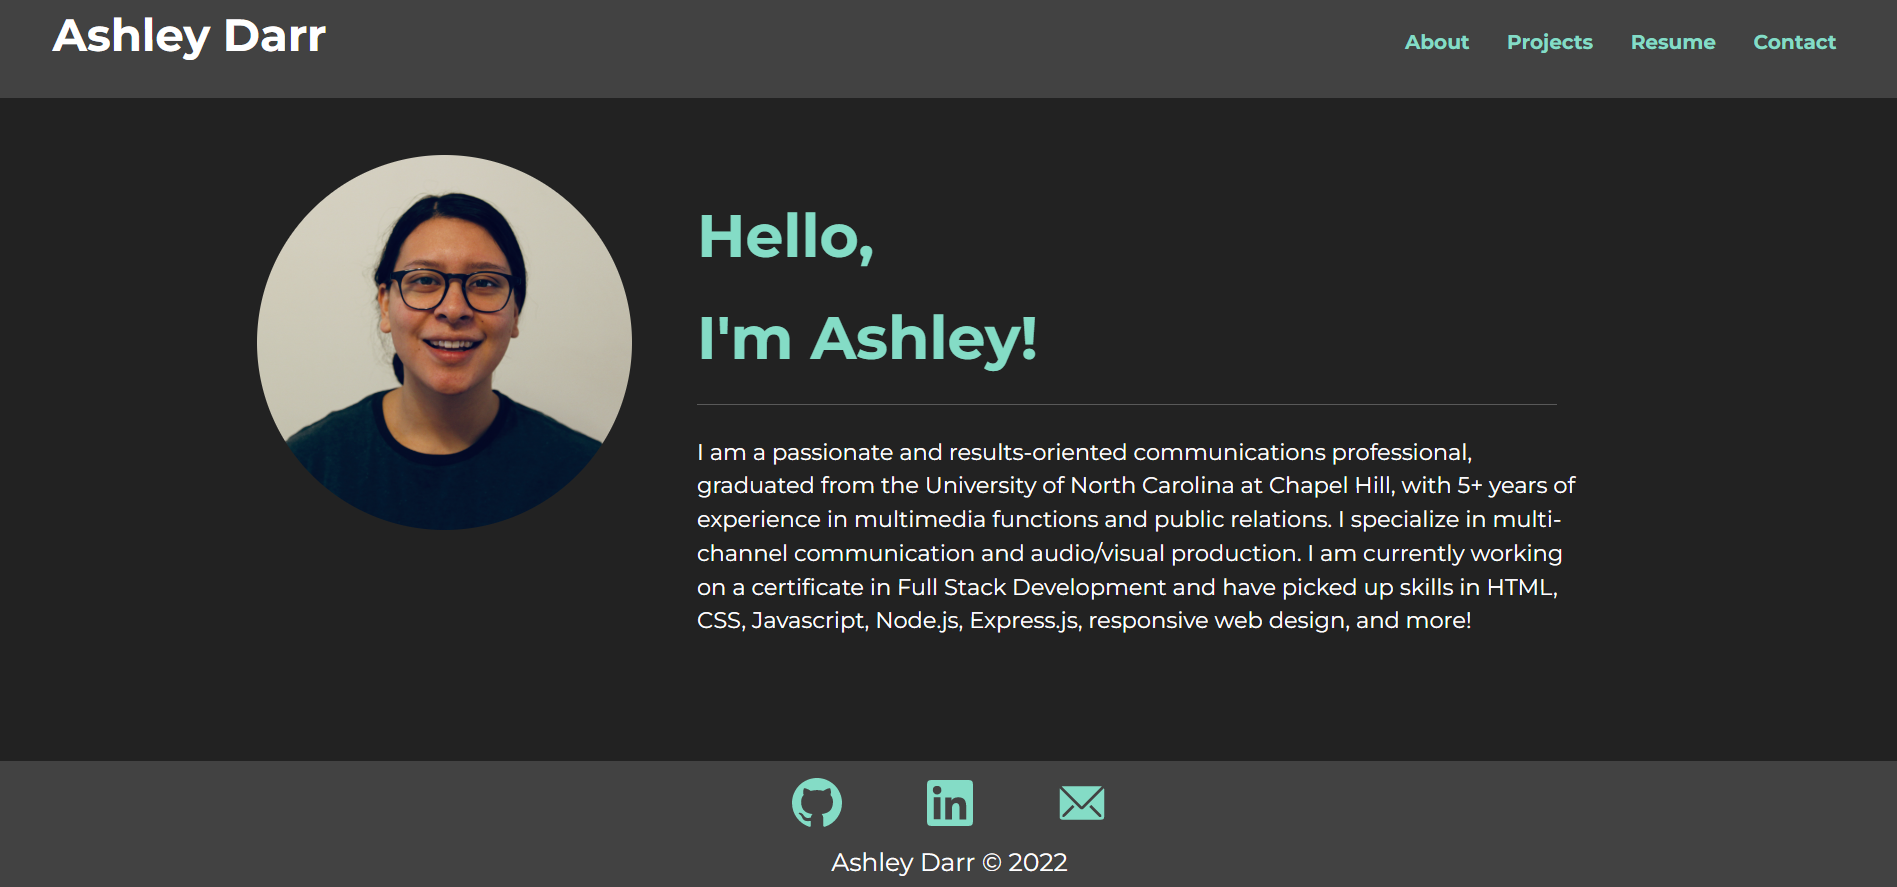 Ashley Darr
About Projects Resume Contact
Hello,
I'm Ashley!
I am a passionate and results-oriented communications professional,
graduated from the University of North Carolina at Chapel Hill, with 5+ years of
experience in multimedia functions and public relations. I specialize in multi-
channel communication and audio/visual production. I am currently working
on a certificate in Full Stack Development and have picked up skills in HTML,
CSS, Javascript, Node.js, Express.js, responsive web design, and more!
in
Ashley Darr © 2022